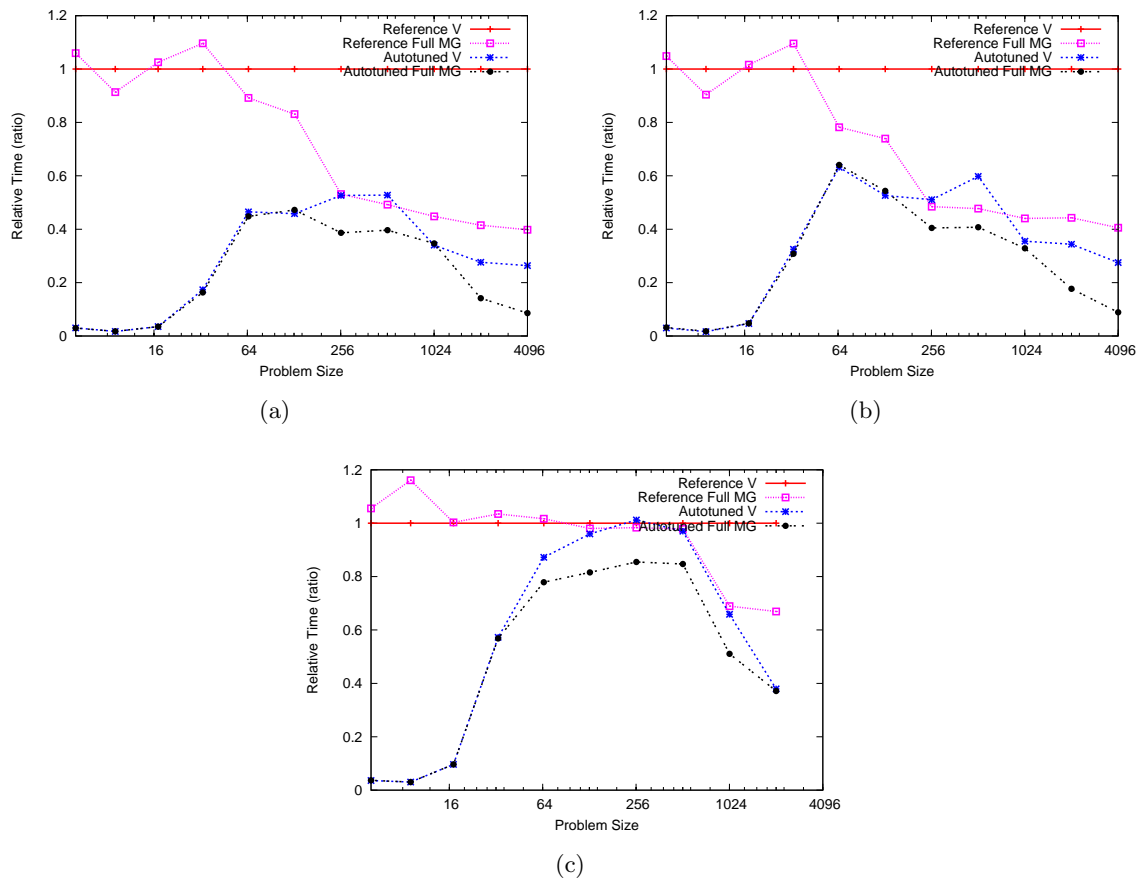 1.2
1
0.8
0.6
0.4
0.2
0
16
64
256
1024
4096
Relative Time (ratio)
Problem Size
Reference V
Reference Full MG
Autotuned V
Autotuned Full MG
(a)
1.2
1
0.8
0.6
0.4
0.2
0
16
64
256
1024
4096
Relative Time (ratio)
Problem Size
Reference V
Reference Full MG
Autotuned V
Autotuned Full MG
(b)
1.2
1
0.8
0.6
0.4
0.2
0
16
64
256
1024
4096
Relative Time (ratio)
Problem Size
Reference V
Reference Full MG
Autotuned V
Autotuned Full MG
(c)